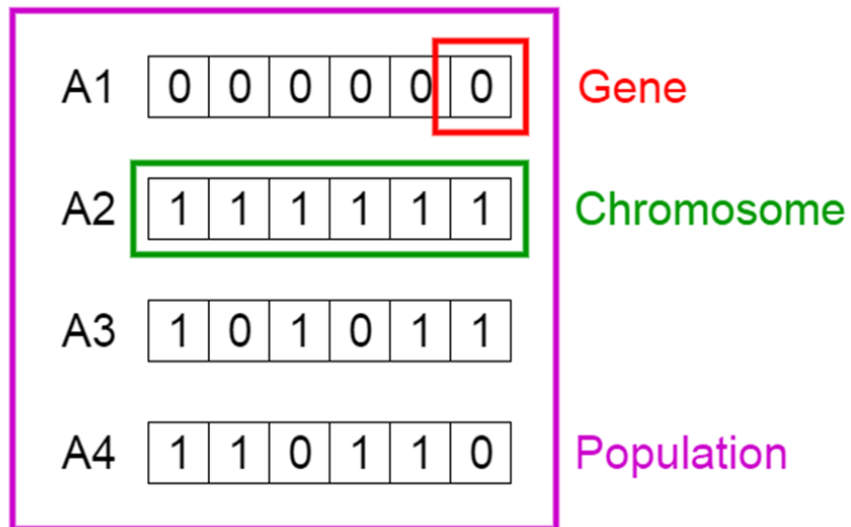 A1 0 0 0 0 0 0 Gene
A2 1 1 1 1 1 1 Chromosome
A3 1 0 1 0 1 1
A4 1 1 0 1 1 0 Population